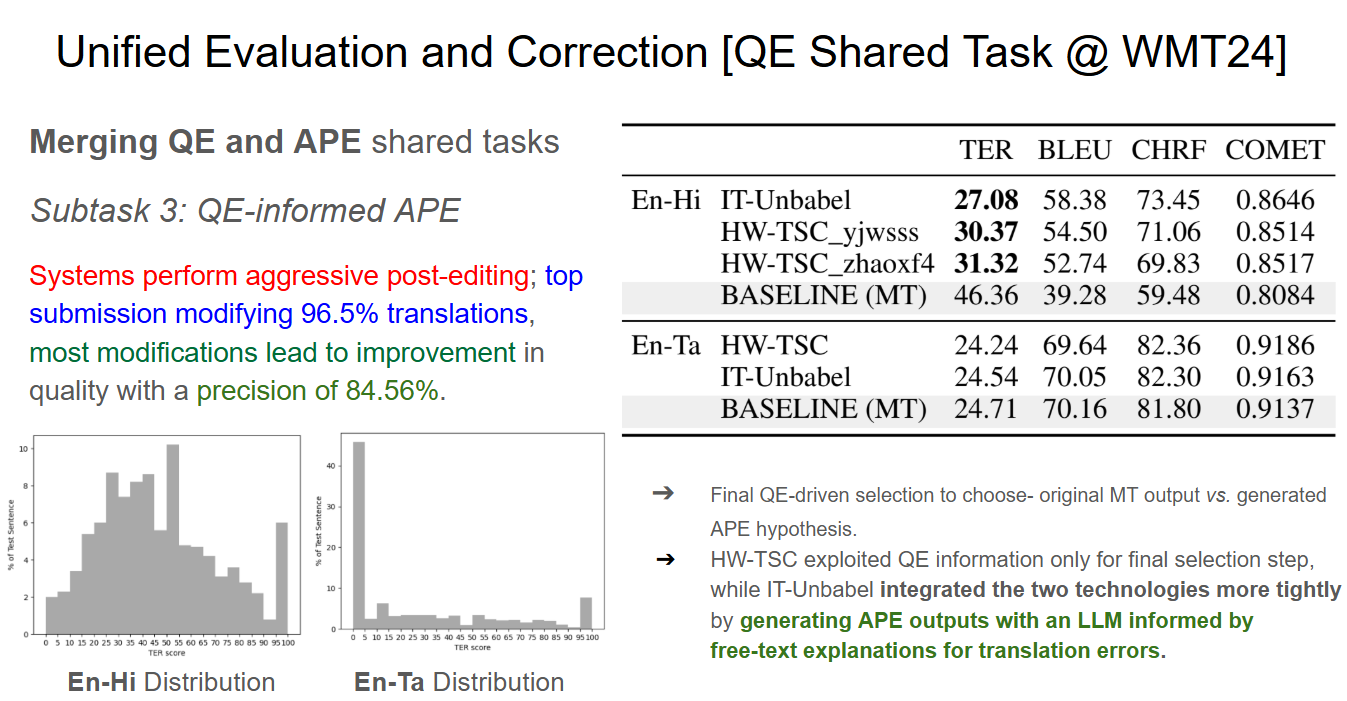 Unified Evaluation and Correction [QE Shared Task @ WMT24]
Merging QE and APE shared tasks
Subtask 3: QE-informed APE
Systems perform aggressive post-editing; top
submission modifying 96.5% translations,
most modifications lead to improvement in
quality with a precision of 84.56%.
TER BLEU CHRF COMET
En-Hi IT-Unbabel 27.08 58.38 73.45 0.8646
HW-TSC_yjwsss 30.37 54.50 71.06 0.8514
HW-TSC_zhaoxf4 31.32 52.74 69.83 0.8517
BASELINE (MT) 46.36 39.28 59.48 0.8084
En-Ta HW-TSC 24.24 69.64 82.36 0.9186
IT-Unbabel 24.54 70.05 82.30 0.9163
BASELINE (MT) 24.71 70.16 81.80 0.9137
% of Test Sentence
10
8
6
4
2
0
0 5 10 15 20 25 30 35 40 45 50 55 60 65 70 75 80 85 90 95 100
TER score
En-Hi Distribution
% of Test Sentence
40
30
20
10
0
0 5 10 15 20 25 30 35 40 45 50 55 60 65 70 75 80 85 90 95 100
TER score
En-Ta Distribution
➔ Final QE-driven selection to choose- original MT output vs. generated
APE hypothesis.
➔ HW-TSC exploited QE information only for final selection step,
while IT-Unbabel integrated the two technologies more tightly
by generating APE outputs with an LLM informed by
free-text explanations for translation errors.